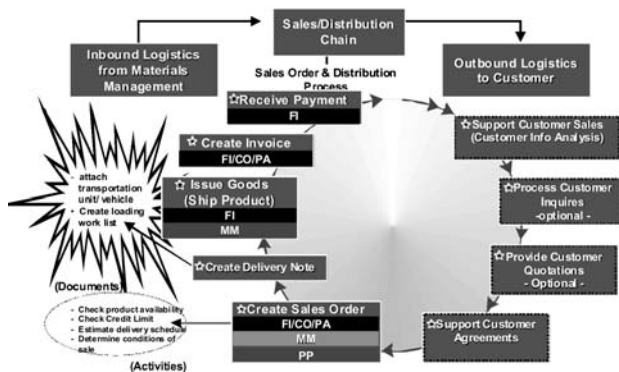 Sales/Distribution
Chain
Inbound Logistics
from Materials
Management
Outbound Logistics
to Customer
Sales Order & Distribution
Process
Receive Payment
FI
Create Invoice
FI/CO/PA
Issue Goods
(Ship Product)
FI
MM
Create Delivery Note
Create Sales Order
FI/CO/PA
MM
PP
Support Customer Sales
(Customer Info Analysis)
Process Customer
Inquires
-optional -
Provide Customer
Quotations
- Optional -
Support Customer
Agreements
- attach
transportation
unit/ vehicle
- Create loading
work list
(Documents)
- Check product availability
- Check Credit Limit
- Estimate delivery schedule
- Determine conditions of
sale
(Activities)